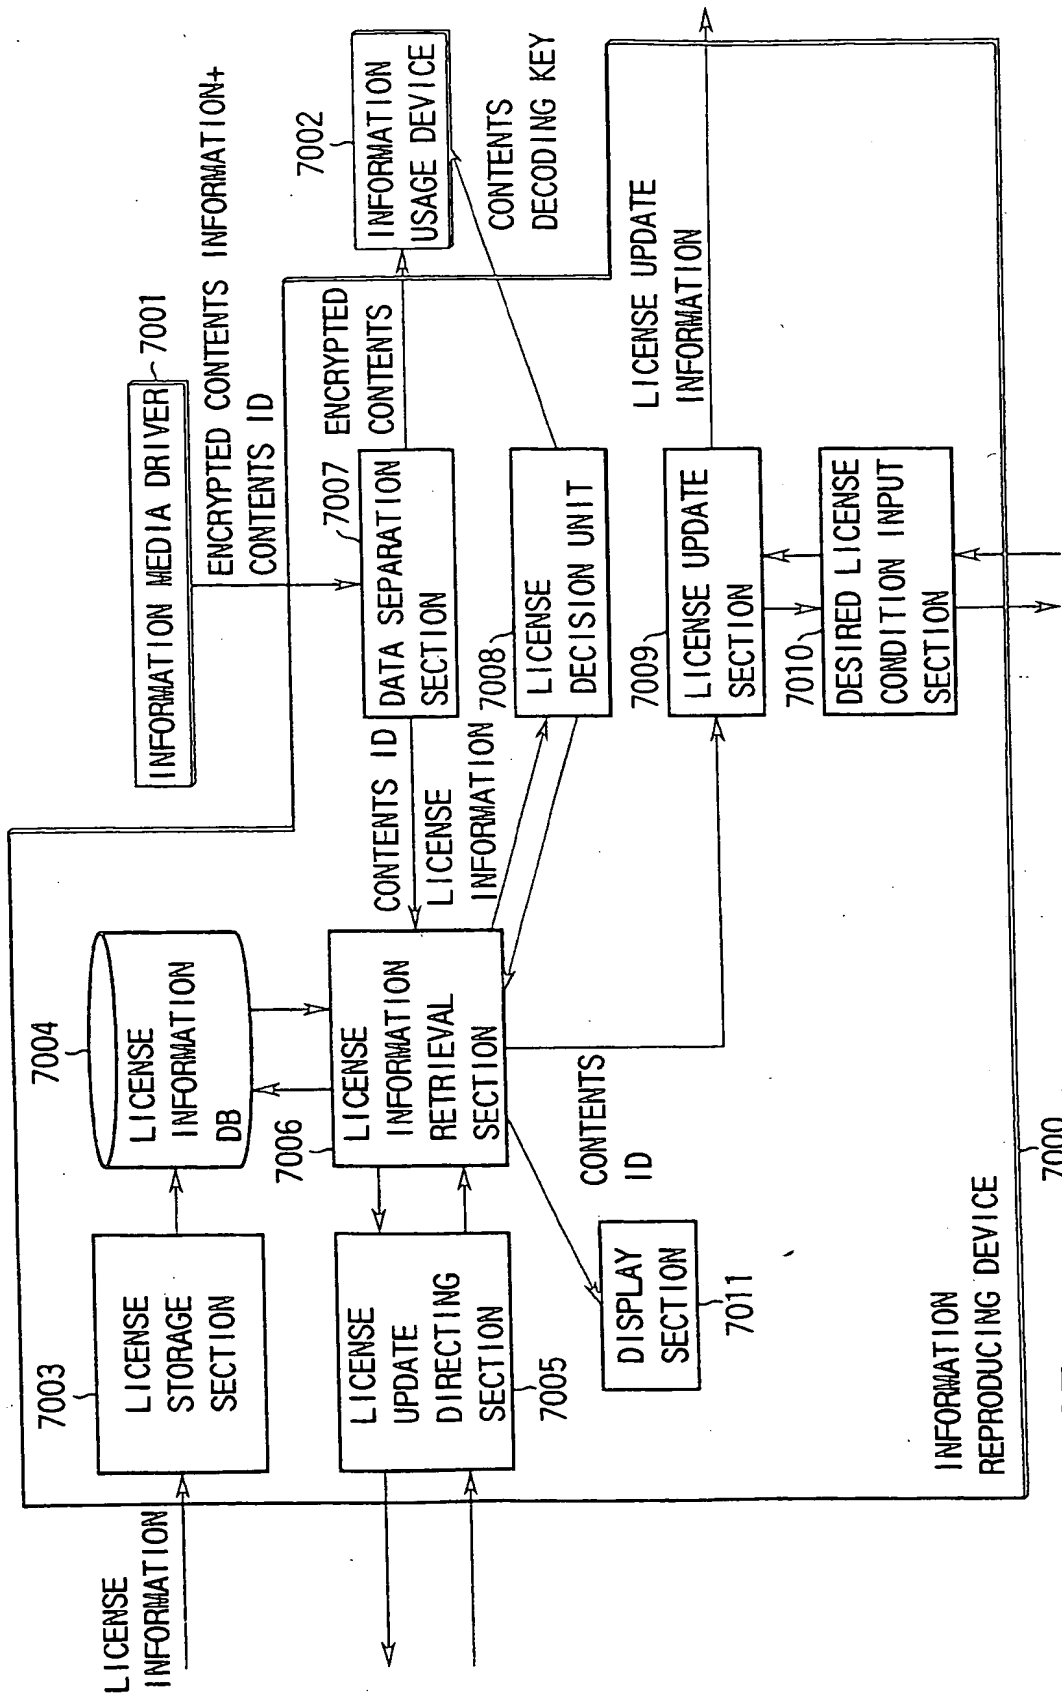 LICENSE
INFORMATION
7003
LICENSE
STORAGE
SECTION
7004
LICENSE
INFORMATION
DB
INFORMATION MEDIA DRIVER
7001
ENCRYPTED CONTENTS INFORMATION+
CONTENTS ID
7002
INFORMATION
USAGE DEVICE
LICENSE
UPDATE
DIRECTING
SECTION
7005
7006
LICENSE
INFORMATION
RETRIEVAL
SECTION
CONTENTS ID
7007
DATA SEPARATION
SECTION
ENCRYPTED
CONTENTS
LICENSE
INFORMATION
7008
LICENSE
DECISION UNIT
CONTENTS
DECODING KEY
DISPLAY
SECTION
7011
CONTENTS
ID
7009
LICENSE UPDATE
SECTION
LICENSE UPDATE
INFORMATION
7010
DESIRED LICENSE
CONDITION INPUT
SECTION
INFORMATION
REPRODUCING DEVICE
7000